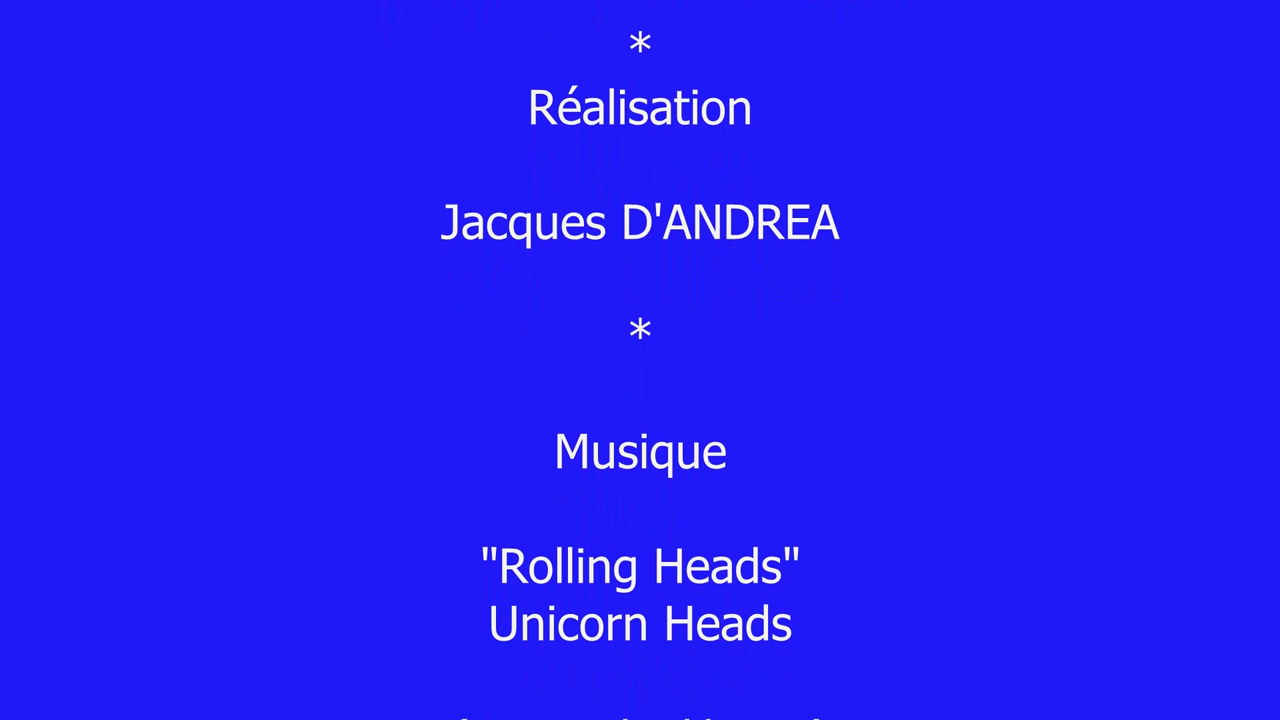 *
Réalisation
Jacques D'ANDREA
*
Musique
"Rolling Heads"
Unicorn Heads